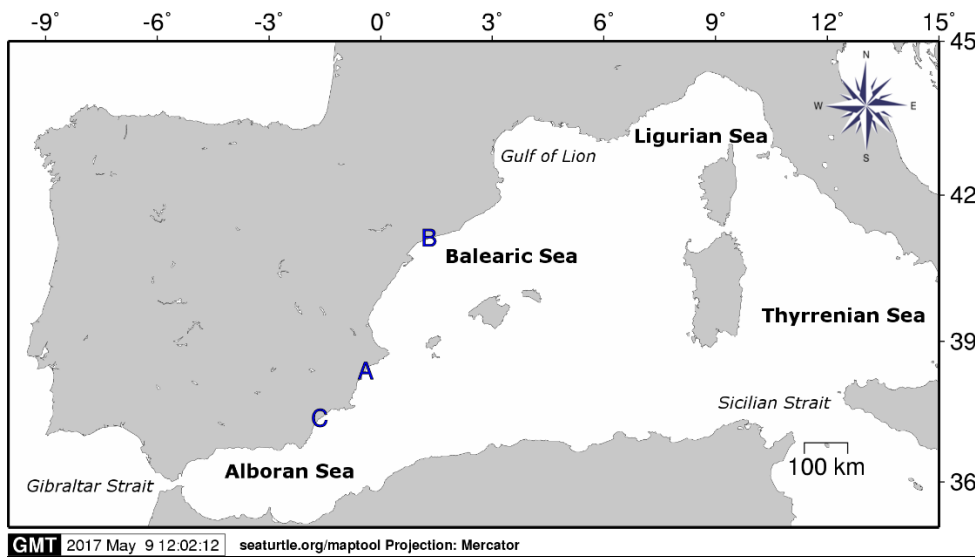 -9° -6° -3° 0° 3° 6° 9° 12° 15°
45
N
W E
S
Ligurian Sea
Gulf of Lion
42
B
Balearic Sea
Thyrrenian Sea
39
A
C
Sicilian Strait
100 km
Alboran Sea
Gibraltar Strait
36
GMT 2017 May 9 12:02:12 seaturtle.org/maptool Projection: Mercator